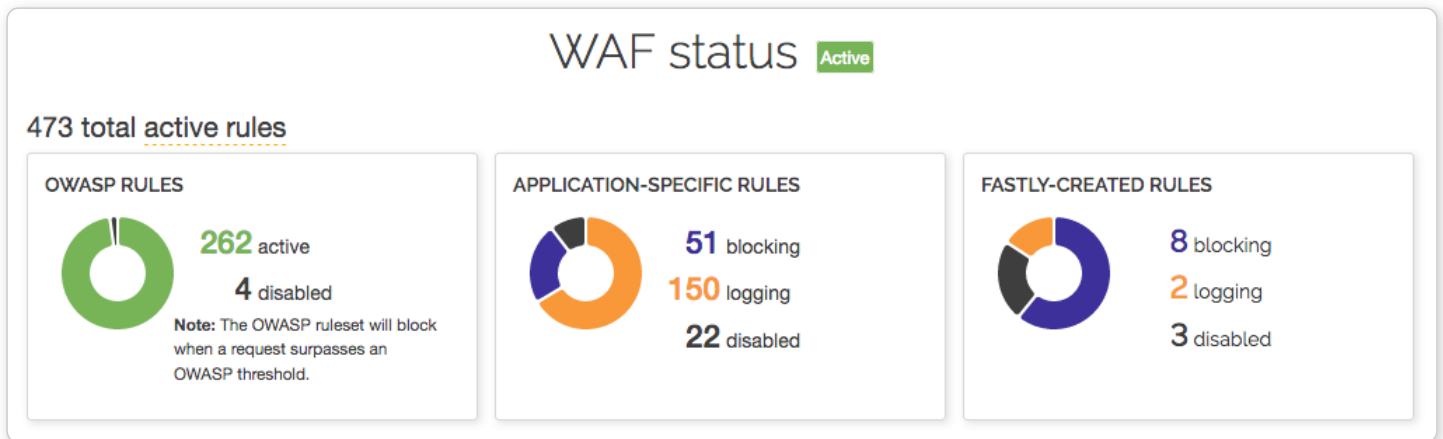 WAF status Active
473 total active rules
OWASP RULES
262 active
4 disabled
Note: The OWASP ruleset will block
when a request surpasses an
OWASP threshold.
APPLICATION-SPECIFIC RULES
51 blocking
150 logging
22 disabled
FASTLY-CREATED RULES
8 blocking
2 logging
3 disabled